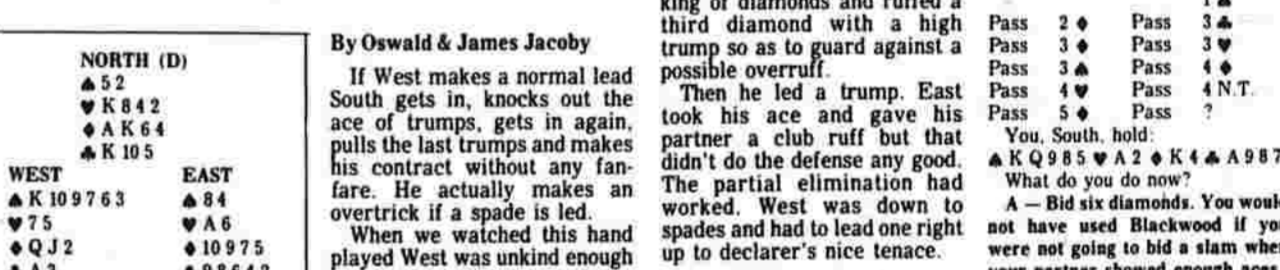 NORTH (D)
♠ 5 2
♥ K 8 4 2
♦ A K 6 4
♣ K 10 5
WEST EAST
♠ K 10 9 7 6 3 ♠ 8 4
♥ 7 5 ♥ A 6
♦ Q J 2 ♦ 10 9 7 5
By Oswald & James Jacoby
If West makes a normal lead
South gets in, knocks out the
ace of trumps, gets in again,
pulls the last trumps and makes
his contract without any fan-
fare. He actually makes an
overtrick if a spade is led.
When we watched this hand
played West was unkind enough
king of diamonds and ruffed a
third diamond with a high
trump so as to guard against a
possible overruff.
Then he led a trump. East
took his ace and gave his
partner a club ruff but that
didn't do the defense any good.
The partial elimination had
worked. West was down to
spades and had to lead one right
up to declarer's nice tenace.
Pass 2 ♦ Pass 3 ♣
Pass 3 ♦ Pass 3 ♥
Pass 3 ♠ Pass 4 ♦
Pass 4 ♥ Pass 4 N.T.
Pass 5 ♦ Pass ?
You, South, hold:
♠ K Q 9 8 5 ♥ A 2 ♦ K 4 ♣ A 9 8 7
What do you do now?
A — Bid six diamonds. You woul
not have used Blackwood if yo
were not going to bid a slam whe